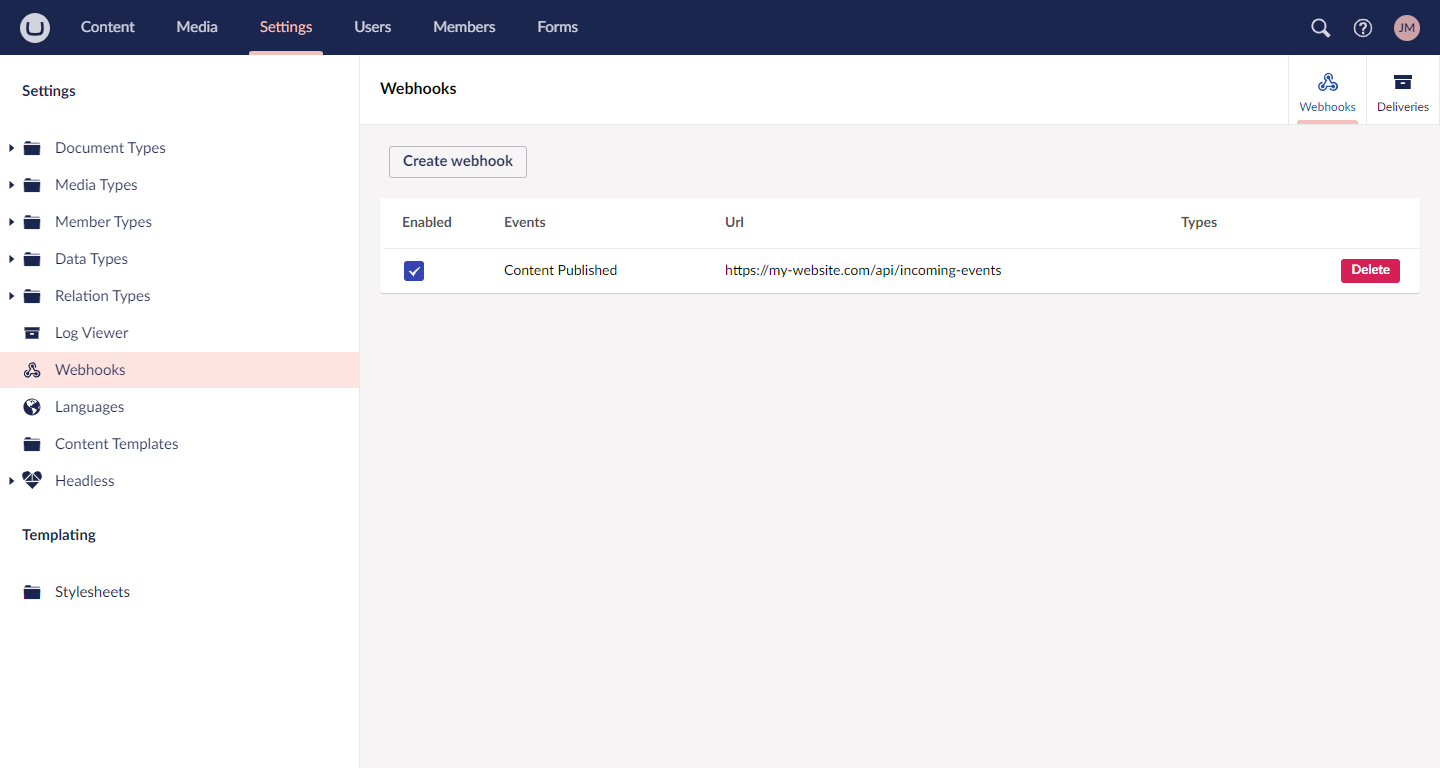 Content Media Settings Users Members Forms JM
Settings
Document Types
Media Types
Member Types
Data Types
Relation Types
Log Viewer
Webhooks
Languages
Content Templates
Headless
Templating
Stylesheets
Webhooks
Webhooks Deliveries
Create webhook
Enabled Events Url Types
Content Published https://my-website.com/api/incoming-events Delete